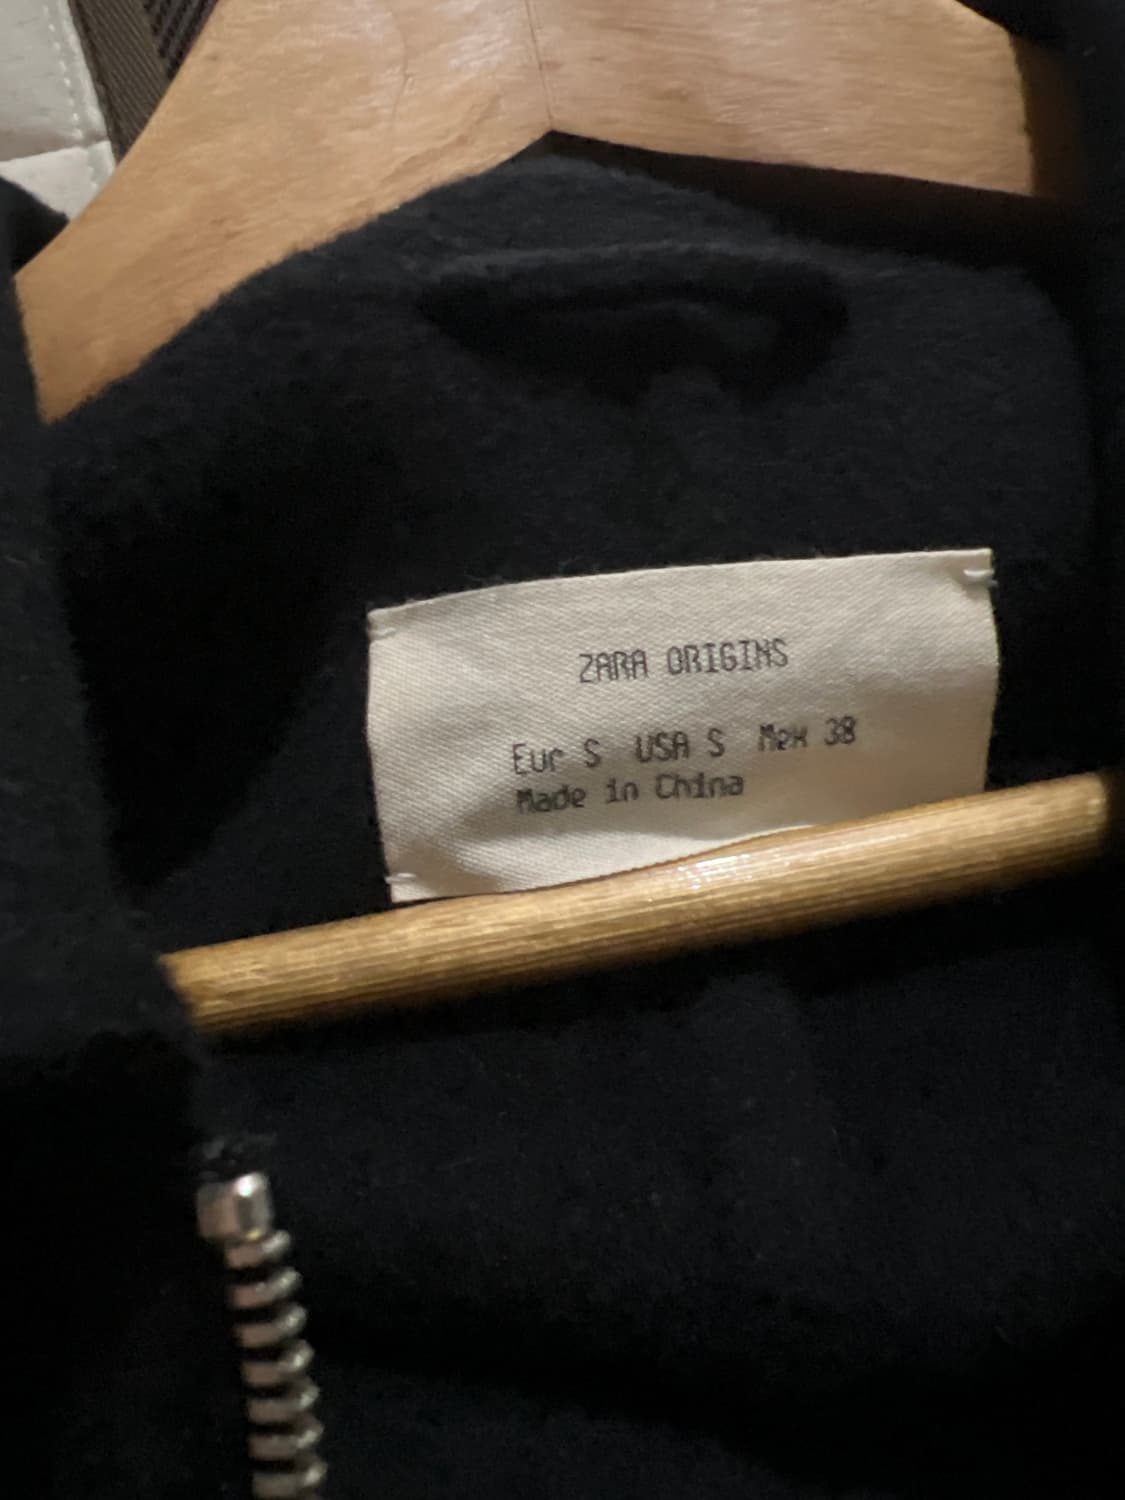 ZARA ORIGINS
Eur S USA S Mex 38
Made in China